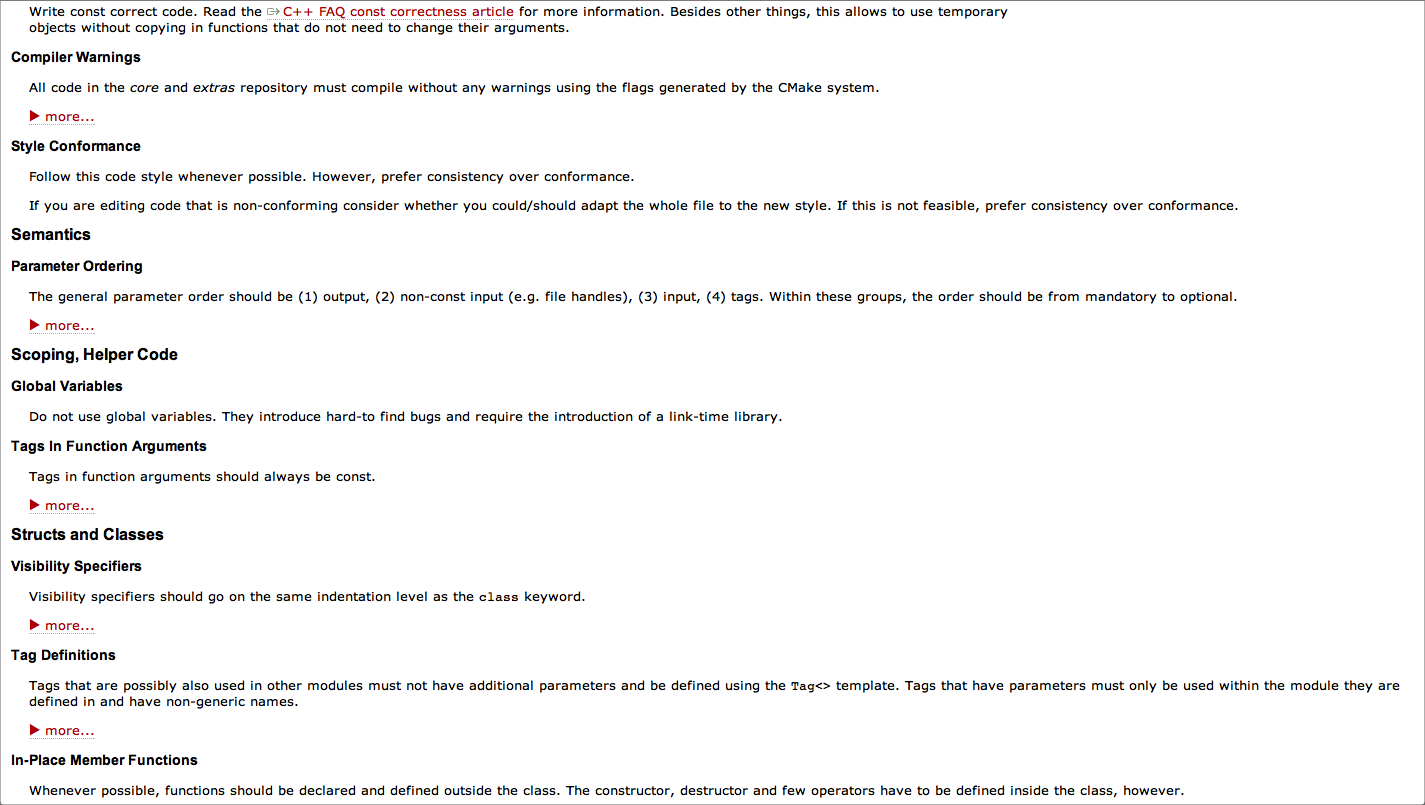 Write const correct code. Read the C++ FAQ const correctness article for more information. Besides other things, this allows to use temporary
objects without copying in functions that do not need to change their arguments.
Compiler Warnings
All code in the core and extras repository must compile without any warnings using the flags generated by the CMake system.
▶ more...
Style Conformance
Follow this code style whenever possible. However, prefer consistency over conformance.
If you are editing code that is non-conforming consider whether you could/should adapt the whole file to the new style. If this is not feasible, prefer consistency over conformance.
Semantics
Parameter Ordering
The general parameter order should be (1) output, (2) non-const input (e.g. file handles), (3) input, (4) tags. Within these groups, the order should be from mandatory to optional.
▶ more...
Scoping, Helper Code
Global Variables
Do not use global variables. They introduce hard-to find bugs and require the introduction of a link-time library.
Tags In Function Arguments
Tags in function arguments should always be const.
▶ more...
Structs and Classes
Visibility Specifiers
Visibility specifiers should go on the same indentation level as the class keyword.
▶ more...
Tag Definitions
Tags that are possibly also used in other modules must not have additional parameters and be defined using the Tag<> template. Tags that have parameters must only be used within the module they are
defined in and have non-generic names.
▶ more...
In-Place Member Functions
Whenever possible, functions should be declared and defined outside the class. The constructor, destructor and few operators have to be defined inside the class, however.